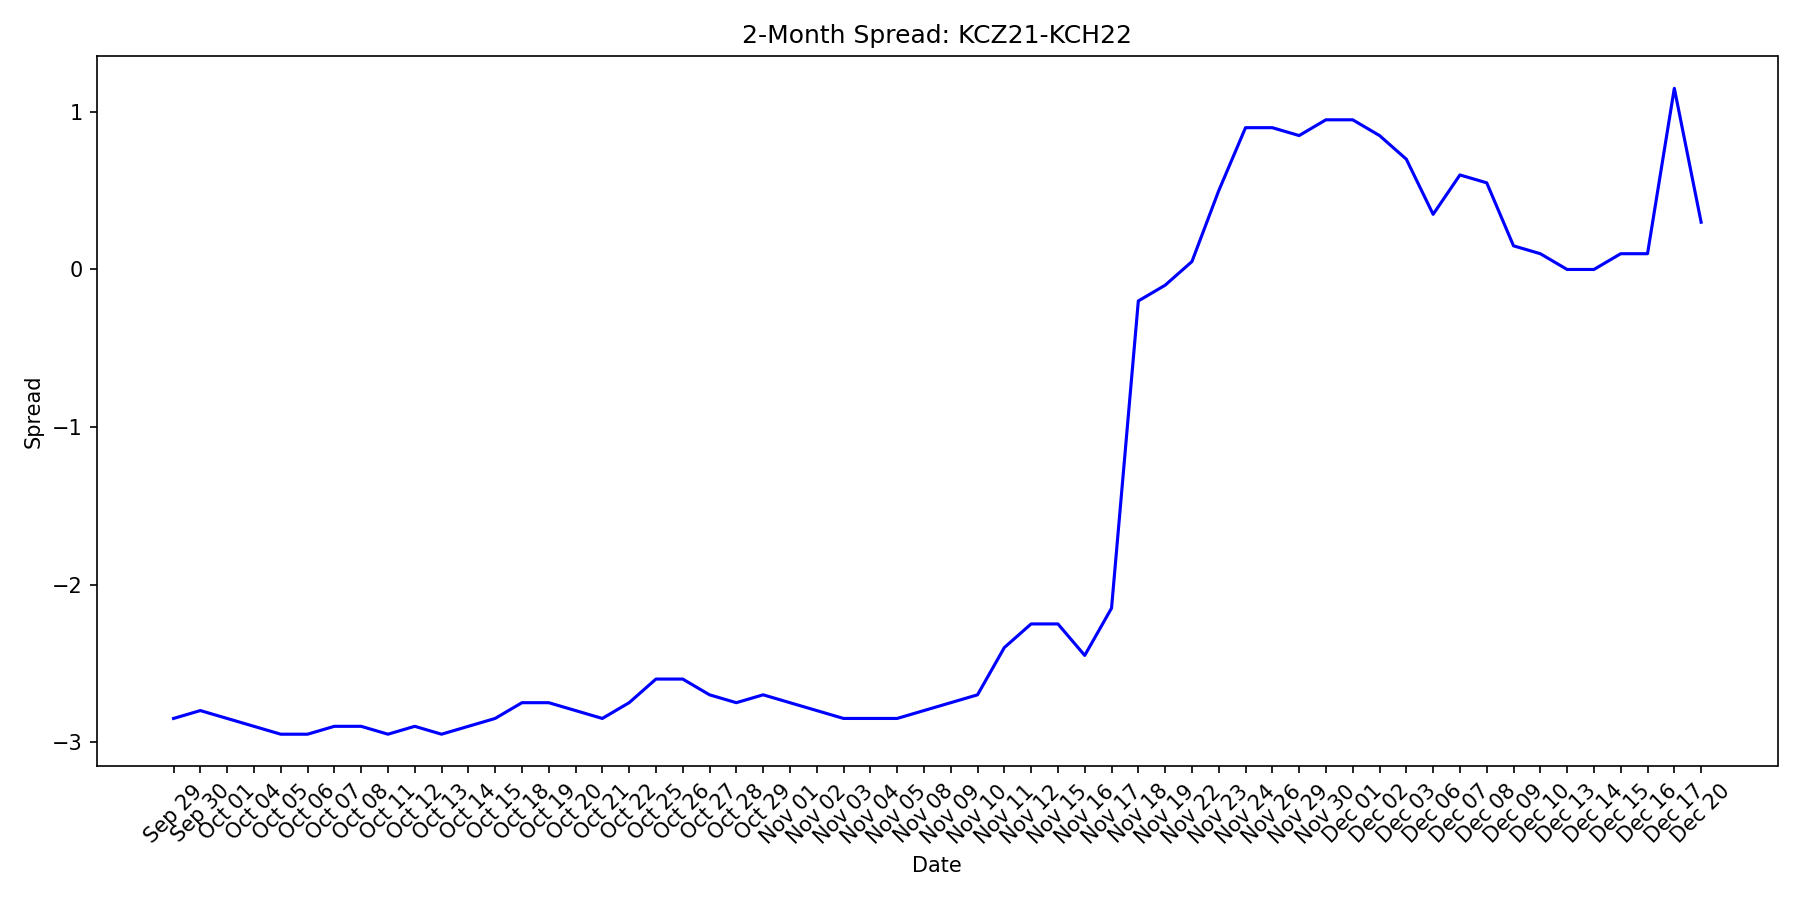 2-Month Spread: KCZ21-KCH22
Spread
1
0
−1
−2
−3
Sep 29
Sep 30
Oct 01
Oct 04
Oct 05
Oct 06
Oct 07
Oct 08
Oct 11
Oct 12
Oct 13
Oct 14
Oct 15
Oct 18
Oct 19
Oct 20
Oct 21
Oct 22
Oct 25
Oct 26
Oct 27
Oct 28
Oct 29
Nov 01
Nov 02
Nov 03
Nov 04
Nov 05
Nov 08
Nov 09
Nov 10
Nov 11
Nov 12
Nov 15
Nov 16
Nov 17
Nov 18
Nov 19
Nov 22
Nov 23
Nov 24
Nov 26
Nov 29
Nov 30
Dec 01
Dec 02
Dec 03
Dec 06
Dec 07
Dec 08
Dec 09
Dec 10
Dec 13
Dec 14
Dec 15
Dec 16
Dec 17
Dec 20
Date